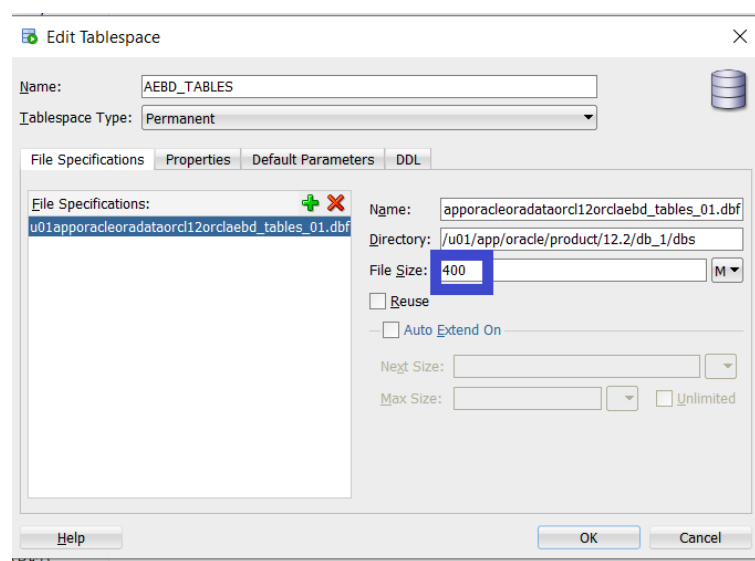 Edit Tablespace
Name: AEBD_TABLES
Tablespace Type: Permanent
File Specifications Properties Default Parameters DDL
File Specifications:
u01apporacleoradataorcl12orclaebd_tables_01.dbf
Name: apporacleoradataorcl12orclaebd_tables_01.dbf
Directory: /u01/app/oracle/product/12.2/db_1/dbs
File Size: 400 M
Reuse
Auto Extend On
Next Size:
Max Size: Unlimited
Help OK Cancel